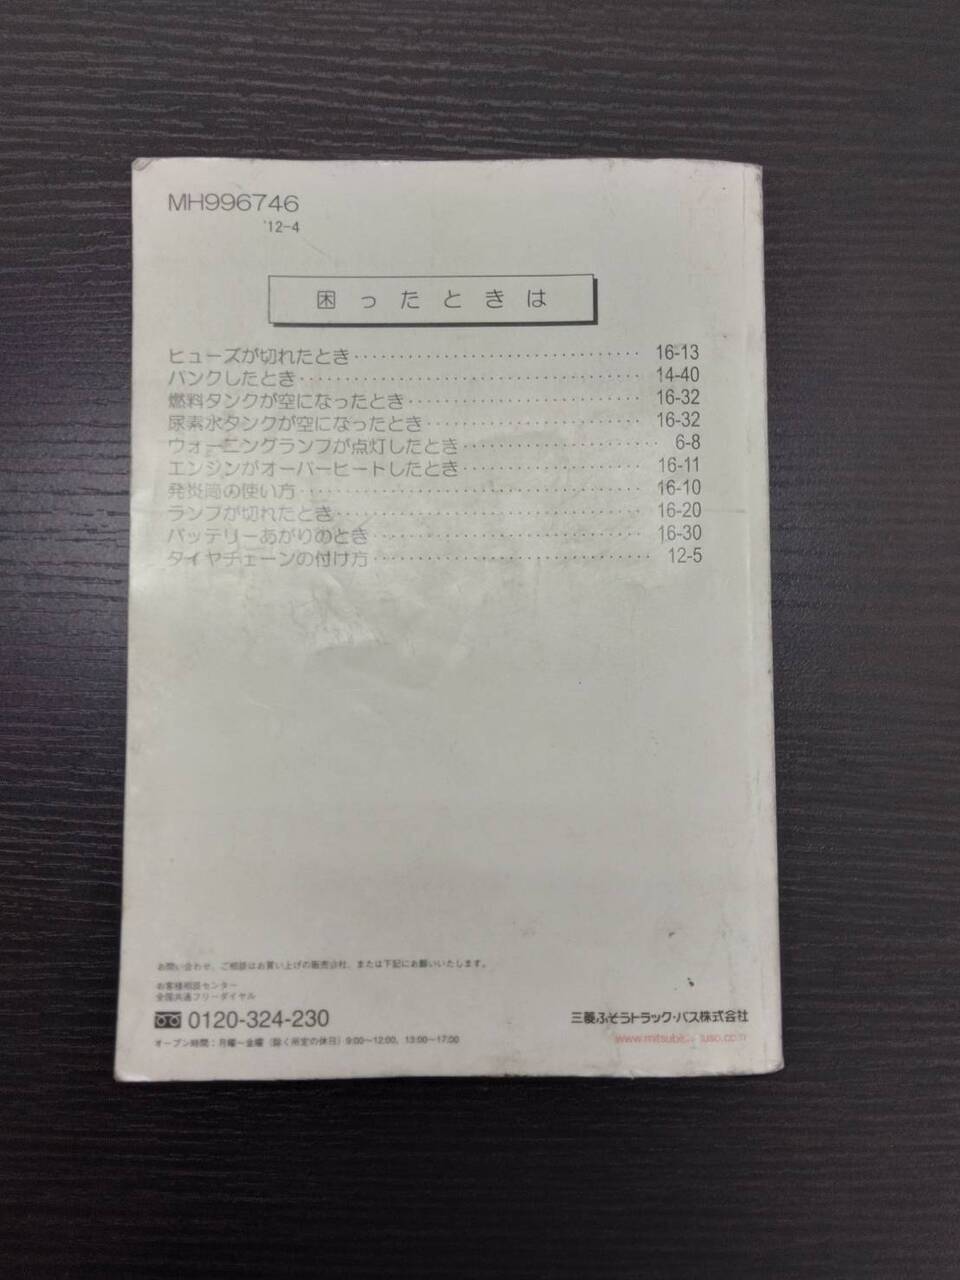 MH996746
'12-4
困ったときは
ヒューズが切れたとき 16-13
パンクしたとき 14-40
燃料タンクが空になったとき 16-32
尿素水タンクが空になったとき 16-32
ウォーニングランプが点灯したとき 6-8
エンジンがオーバーヒートしたとき 16-11
発炎筒の使い方 16-10
ランプが切れたとき 16-20
バッテリーあがりのとき 16-30
タイヤチェーンの付け方 12-5
お問い合わせ、ご相談はお買い上げの販売会社、または下記にお願いいたします。
お客様相談センター
全国共通フリーダイヤル
0120-324-230
三菱ふそうトラック・バス株式会社
オープン時間:月曜〜金曜(除く所定の休日)9:00〜12:00, 13:00〜17:00